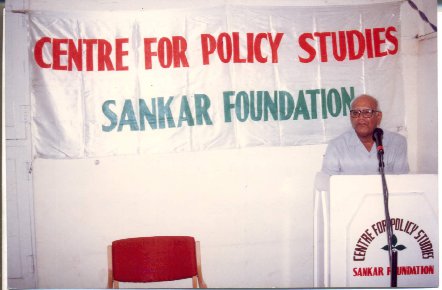 CENTRE FOR POLICY STUDIES
SANKAR FOUNDATION
CENTRE FOR POLICY STUDIES
SANKAR FOUNDATION